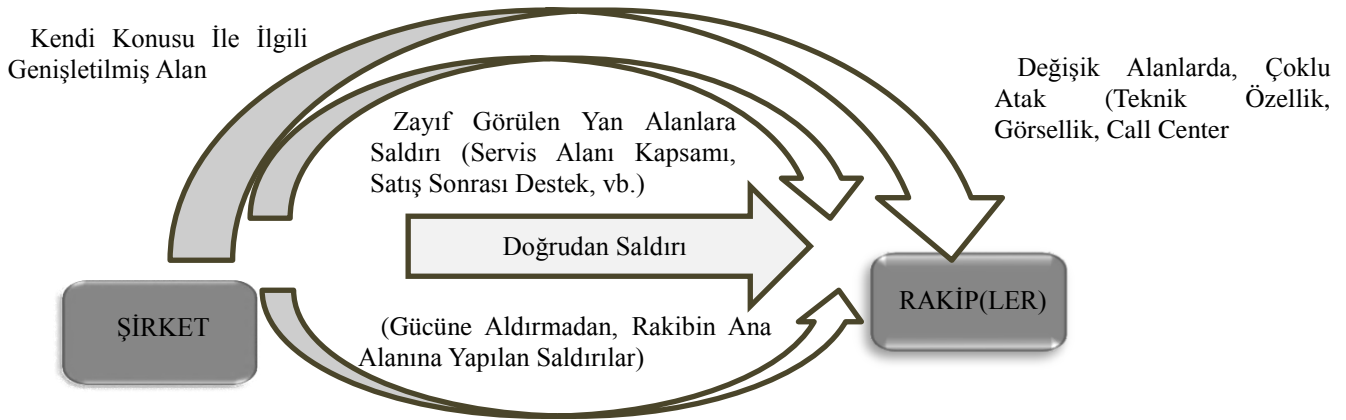 Kendi Konusu İle İlgili
Genişletilmiş Alan
Değişik Alanlarda, Çoklu
Atak (Teknik Özellik,
Görsellik, Call Center
Zayıf Görülen Yan Alanlara
Saldırı (Servis Alanı Kapsamı,
Satış Sonrası Destek, vb.)
Doğrudan Saldırı
ŞİRKET
RAKİP(LER)
(Gücüne Aldırmadan, Rakibin Ana
Alanına Yapılan Saldırılar)